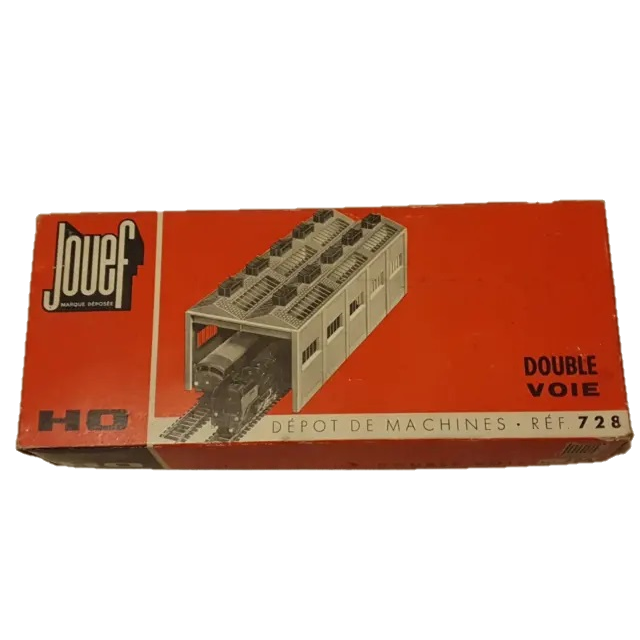 Jouef
MARQUE DÉPOSÉE
HO
DOUBLE
VOIE
DÉPOT DE MACHINES • RÉF. 728